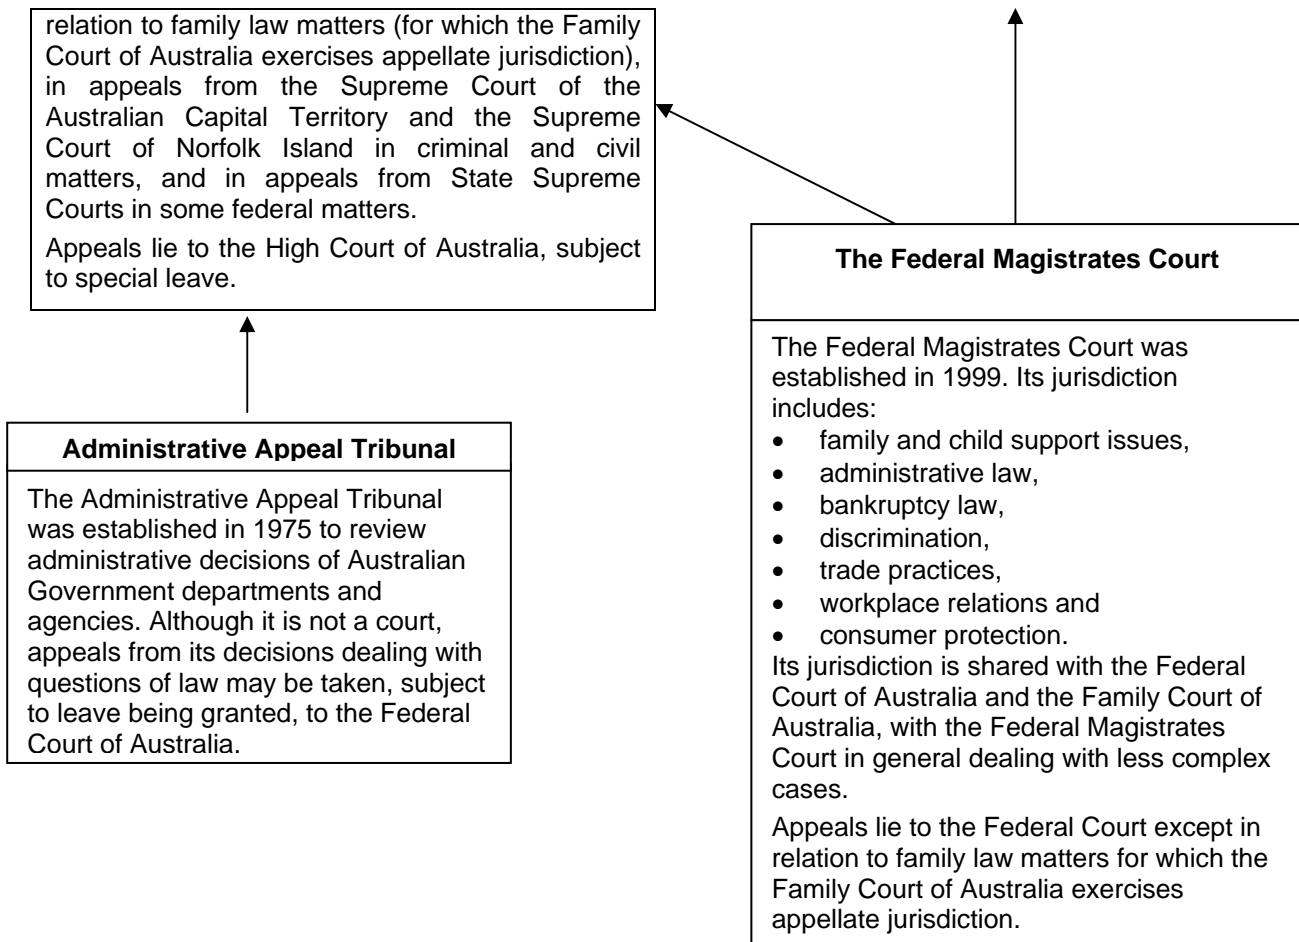 relation to family law matters (for which the Family
Court of Australia exercises appellate jurisdiction),
in appeals from the Supreme Court of the
Australian Capital Territory and the Supreme
Court of Norfolk Island in criminal and civil
matters, and in appeals from State Supreme
Courts in some federal matters.
Appeals lie to the High Court of Australia, subject
to special leave.
Administrative Appeal Tribunal
The Administrative Appeal Tribunal
was established in 1975 to review
administrative decisions of Australian
Government departments and
agencies. Although it is not a court,
appeals from its decisions dealing with
questions of law may be taken, subject
to leave being granted, to the Federal
Court of Australia.
The Federal Magistrates Court
The Federal Magistrates Court was
established in 1999. Its jurisdiction
includes:
• family and child support issues,
• administrative law,
• bankruptcy law,
• discrimination,
• trade practices,
• workplace relations and
• consumer protection.
Its jurisdiction is shared with the Federal
Court of Australia and the Family Court of
Australia, with the Federal Magistrates
Court in general dealing with less complex
cases.
Appeals lie to the Federal Court except in
relation to family law matters for which the
Family Court of Australia exercises
appellate jurisdiction.